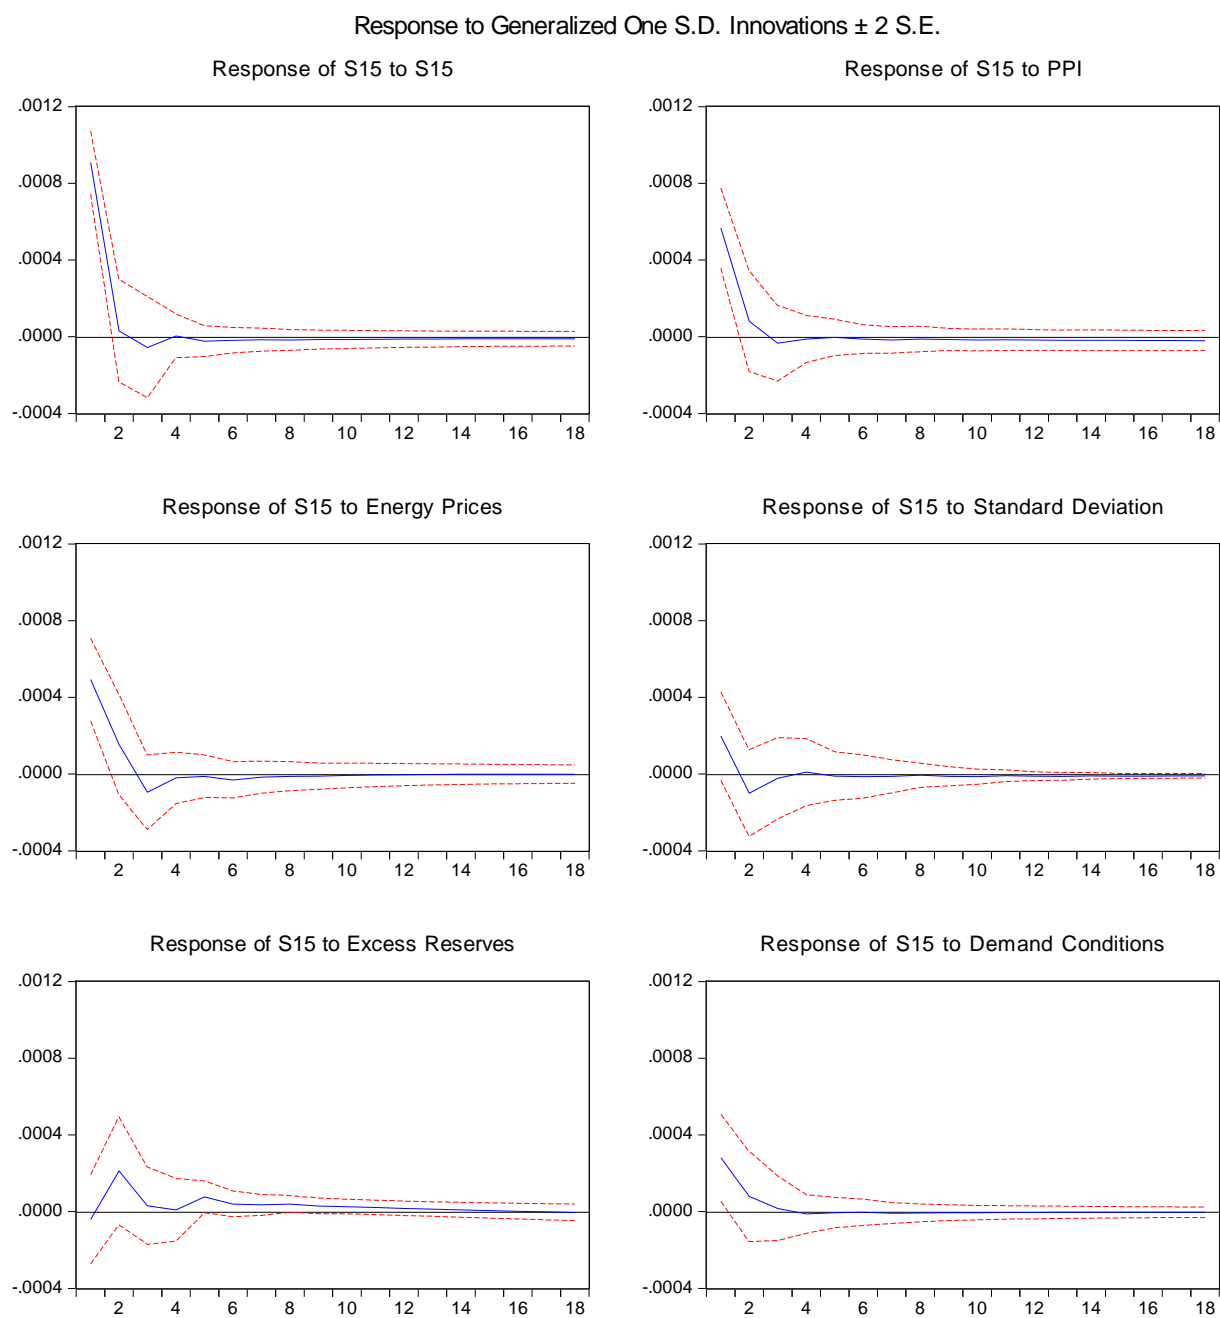 Response to Generalized One S.D. Innovations ± 2 S.E.
Response of S15 to S15
.0012
.0008
.0004
.0000
-.0004
2 4 6 8 10 12 14 16 18
Response of S15 to PPI
.0012
.0008
.0004
.0000
-.0004
2 4 6 8 10 12 14 16 18
Response of S15 to Energy Prices
.0012
.0008
.0004
.0000
-.0004
2 4 6 8 10 12 14 16 18
Response of S15 to Standard Deviation
.0012
.0008
.0004
.0000
-.0004
2 4 6 8 10 12 14 16 18
Response of S15 to Excess Reserves
.0012
.0008
.0004
.0000
-.0004
2 4 6 8 10 12 14 16 18
Response of S15 to Demand Conditions
.0012
.0008
.0004
.0000
-.0004
2 4 6 8 10 12 14 16 18